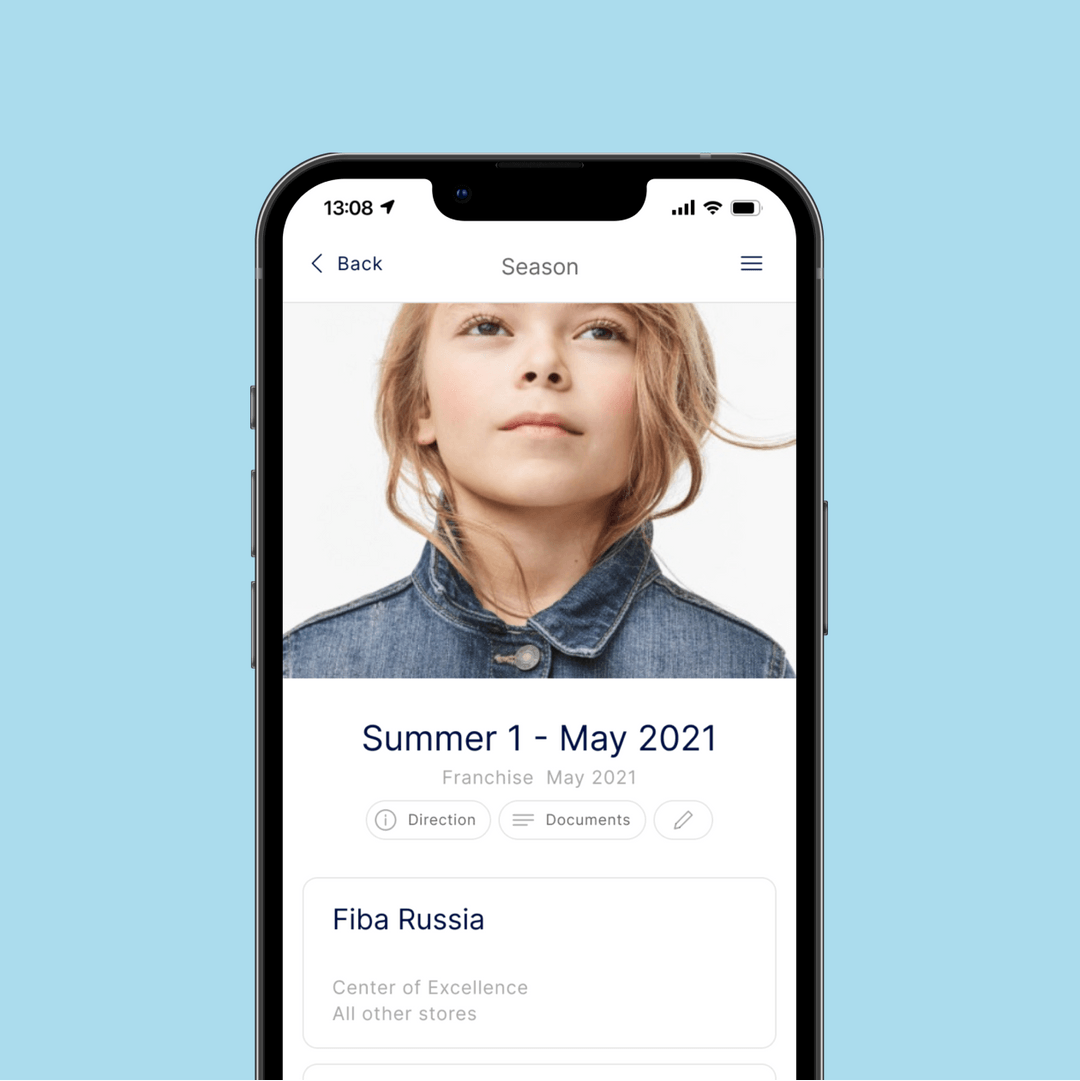 13:08
Back Season
Summer 1 - May 2021
Franchise May 2021
Direction Documents
Fiba Russia
Center of Excellence
All other stores